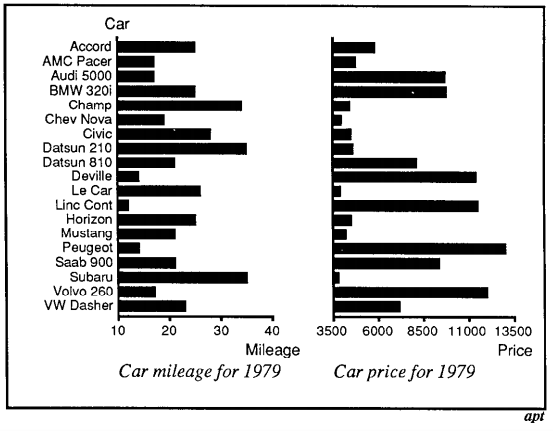 Car
Accord
AMC Pacer
Audi 5000
BMW 320i
Champ
Chev Nova
Civic
Datsun 210
Datsun 810
Deville
Le Car
Linc Cont
Horizon
Mustang
Peugeot
Saab 900
Subaru
Volvo 260
VW Dasher
10 20 30 40
Mileage
Car mileage for 1979
3500 6000 8500 11000 13500
Price
Car price for 1979
apt